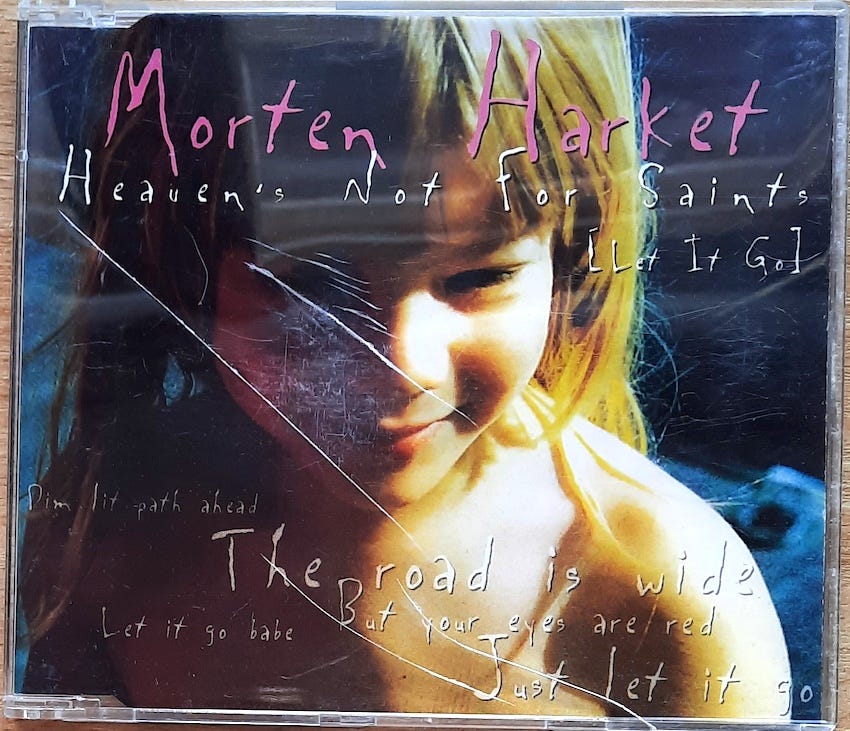 Morten Harket
Heaven's Not For Saints
[Let It Go]
Dim lit path ahead
The road is wide
But your eyes are red
Let it go babe
Just let it go